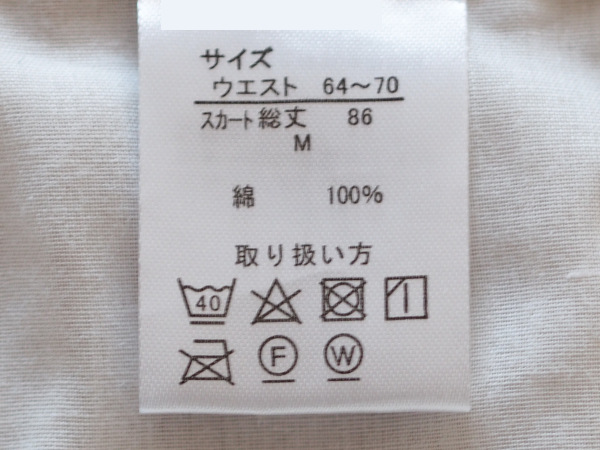 サイズ
ウエスト 64～70
スカート総丈 86
M
綿 100%
取り扱い方
40
F W